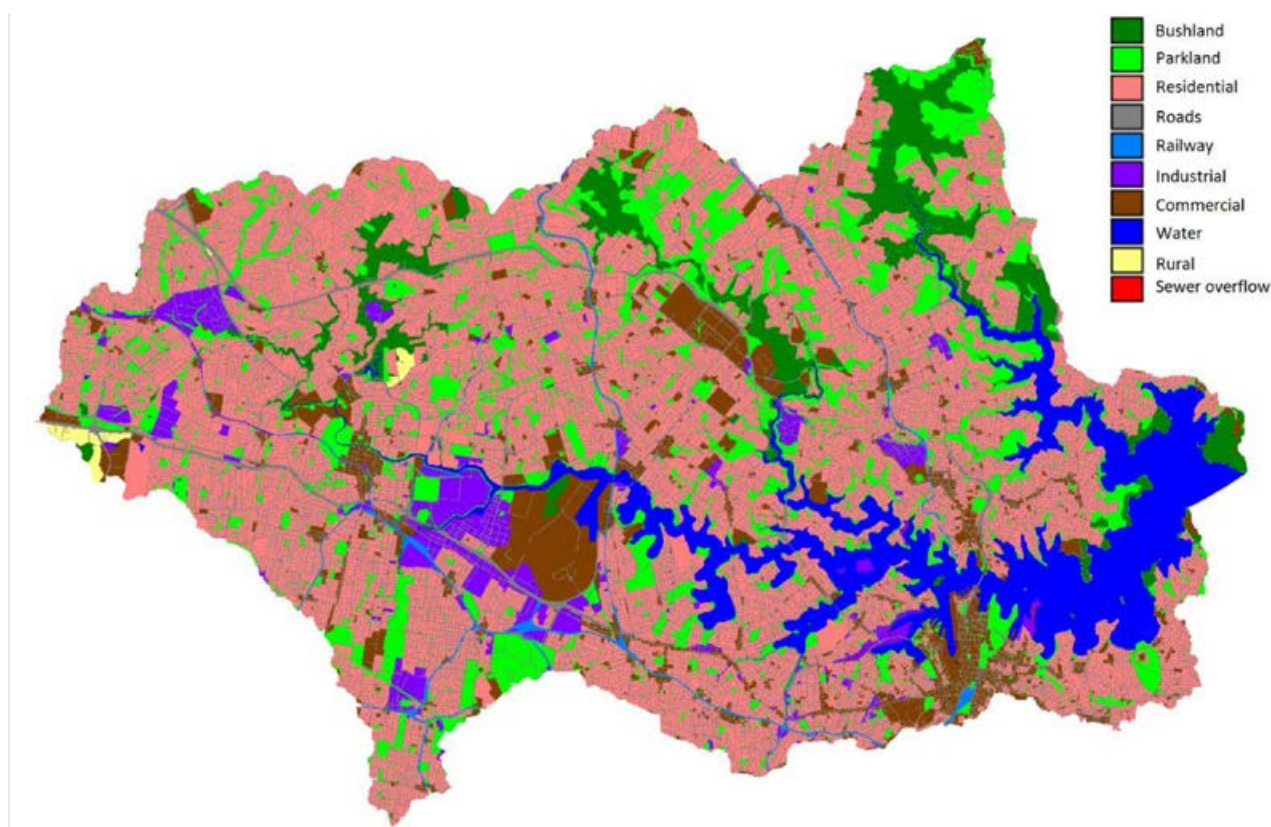 Bushland
Parkland
Residential
Roads
Railway
Industrial
Commercial
Water
Rural
Sewer overflow